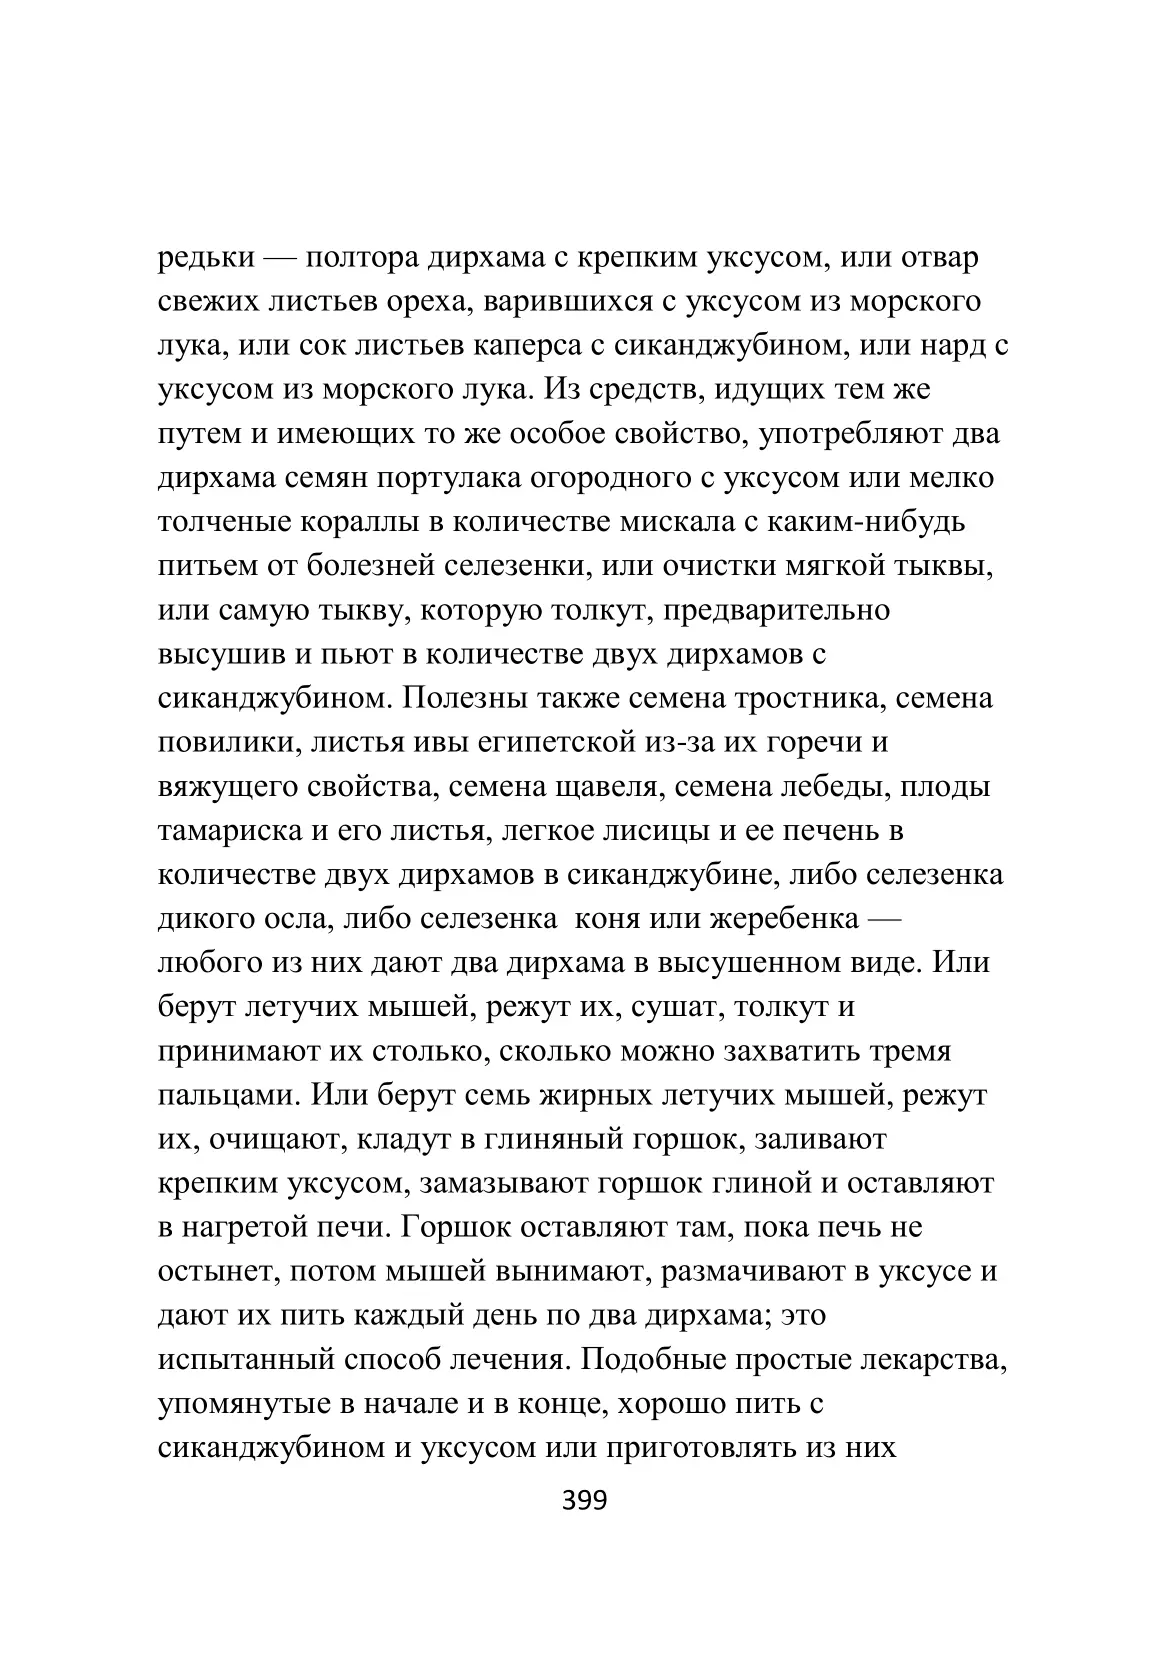 редьки — полтора дирхама с крепким уксусом, или отвар
свежих листьев ореха, варившихся с уксусом из морского
лука, или сок листьев каперса с сиканджубином, или нард с
уксусом из морского лука. Из средств, идущих тем же
путем и имеющих то же особое свойство, употребляют два
дирхама семян портулака огородного с уксусом или мелко
толченые кораллы в количестве мискала с каким-нибудь
питьем от болезней селезенки, или очистки мягкой тыквы,
или самую тыкву, которую толкут, предварительно
высушив и пьют в количестве двух дирхамов с
сиканджубином. Полезны также семена тростника, семена
повилики, листья ивы египетской из-за их горечи и
вяжущего свойства, семена щавеля, семена лебеды, плоды
тамариска и его листья, легкое лисицы и ее печень в
количестве двух дирхамов в сиканджубине, либо селезенка
дикого осла, либо селезенка  коня или жеребенка —
любого из них дают два дирхама в высушенном виде. Или
берут летучих мышей, режут их, сушат, толкут и
принимают их столько, сколько можно захватить тремя
пальцами. Или берут семь жирных летучих мышей, режут
их, очищают, кладут в глиняный горшок, заливают
крепким уксусом, замазывают горшок глиной и оставляют
в нагретой печи. Горшок оставляют там, пока печь не
остынет, потом мышей вынимают, размачивают в уксусе и
дают их пить каждый день по два дирхама; это
испытанный способ лечения. Подобные простые лекарства,
упомянутые в начале и в конце, хорошо пить с
сиканджубином и уксусом или приготовлять из них
399